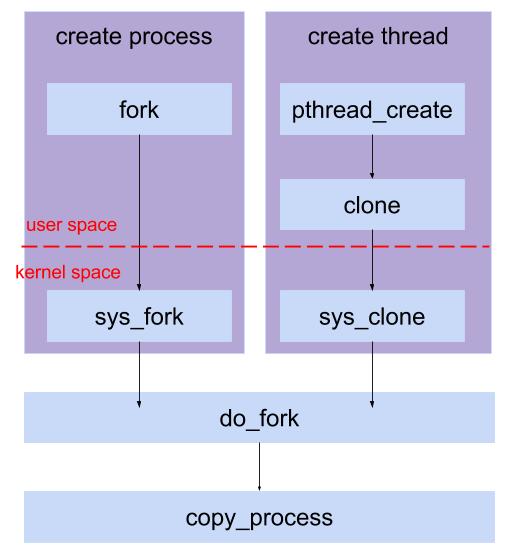 create process
create thread
fork
pthread_create
clone
user space
kernel space
sys_fork
sys_clone
do_fork
copy_process